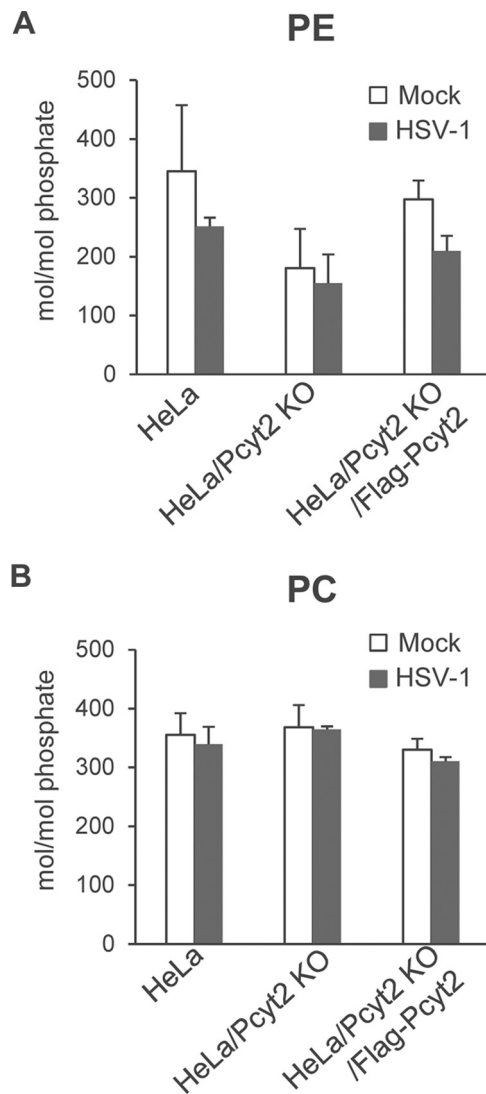 A
PE
500
400
300
200
100
0
mol/mol phosphate
Mock
HSV-1
HeLa
HeLa/Pcyt2 KO
HeLa/Pcyt2 KO
/Flag-Pcyt2
B
PC
500
400
300
200
100
0
mol/mol phosphate
Mock
HSV-1
HeLa
HeLa/Pcyt2 KO
HeLa/Pcyt2 KO
/Flag-Pcyt2